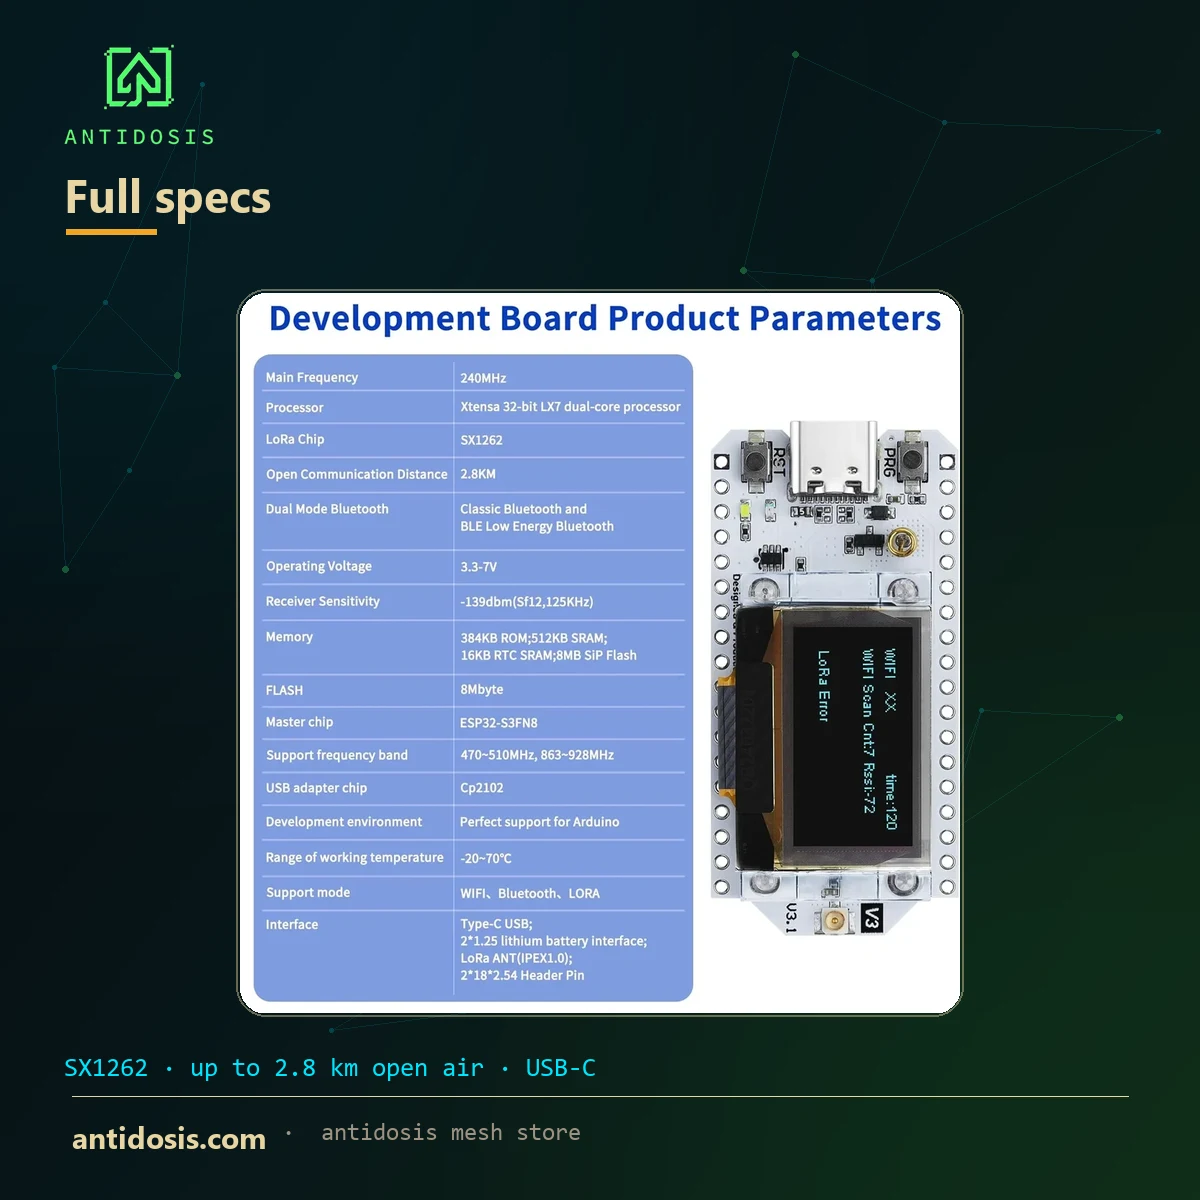 ANTIDOSIS
Full specs
Development Board Product Parameters
Main Frequency 240MHz
Processor Xtensa 32-bit LX7 dual-core processor
LoRa Chip SX1262
Open Communication Distance 2.8KM
Dual Mode Bluetooth Classic Bluetooth and
BLE Low Energy Bluetooth
Operating Voltage 3.3-7V
Receiver Sensitivity -139dbm(Sf12,125KHz)
Memory 384KB ROM;512KB SRAM;
16KB RTC SRAM;8MB SiP Flash
FLASH 8Mbyte
Master chip ESP32-S3FN8
Support frequency band 470~510MHz, 863~928MHz
USB adapter chip Cp2102
Development environment Perfect support for Arduino
Range of working temperature -20~70℃
Support mode WIFI、Bluetooth、LORA
Interface Type-C USB;
2*1.25 lithium battery interface;
LoRa ANT(IPEX1.0);
2*18*2.54 Header Pin
RST
PRG
WIFI XX time:120
WIFI Scan Cnt:7 Rssi:-72
LoRa Error
V3.1
V3
SX1262 · up to 2.8 km open air · USB-C
antidosis.com · antidosis mesh store